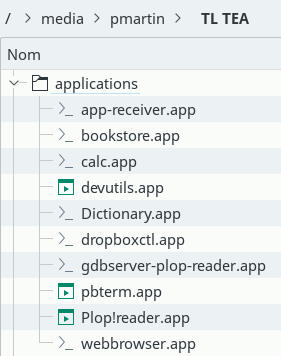 / > media > pmartin > TL TEA
Nom
applications
app-receiver.app
bookstore.app
calc.app
devutils.app
Dictionary.app
dropboxctl.app
gdbserver-plop-reader.app
pbterm.app
Plop!reader.app
webbrowser.app